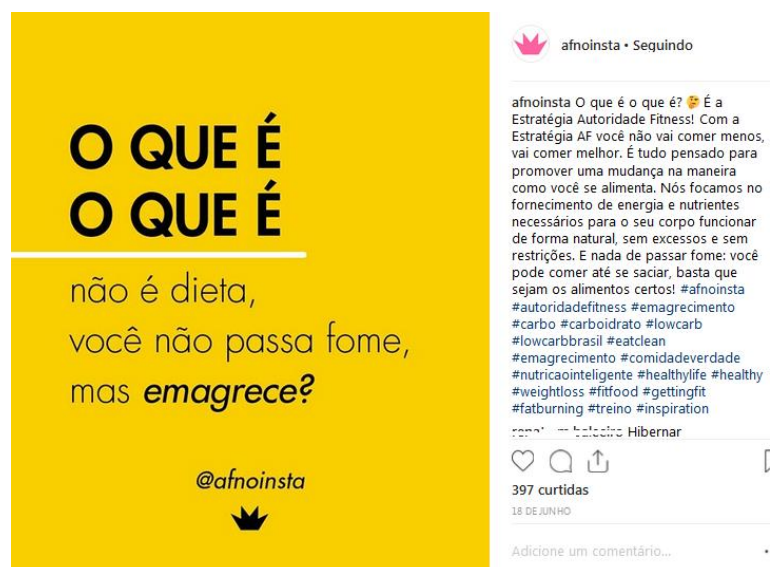 O QUE É
O QUE É
não é dieta,
você não passa fome,
mas emagrece?
@afnoinsta
afnoinsta • Seguindo
afnoinsta O que é o que é? 🤔 É a
Estratégia Autoridade Fitness! Com a
Estratégia AF você não vai comer menos,
vai comer melhor. É tudo pensado para
promover uma mudança na maneira
como você se alimenta. Nós focamos no
fornecimento de energia e nutrientes
necessários para o seu corpo funcionar
de forma natural, sem excessos e sem
restrições. E nada de passar fome: você
pode comer até se saciar, basta que
sejam os alimentos certos! #afnoinsta
#autoridadefitness #emagrecimento
#carbo #carboidrato #lowcarb
#lowcarbbrasil #eatclean
#emagrecimento #comidadeverdade
#nutricaointeligente #healthylife #healthy
#weightloss #fitfood #gettingfit
#fatburning #treino #inspiration
Hibernar
397 curtidas
18 DE JUNHO
Adicione um comentário...